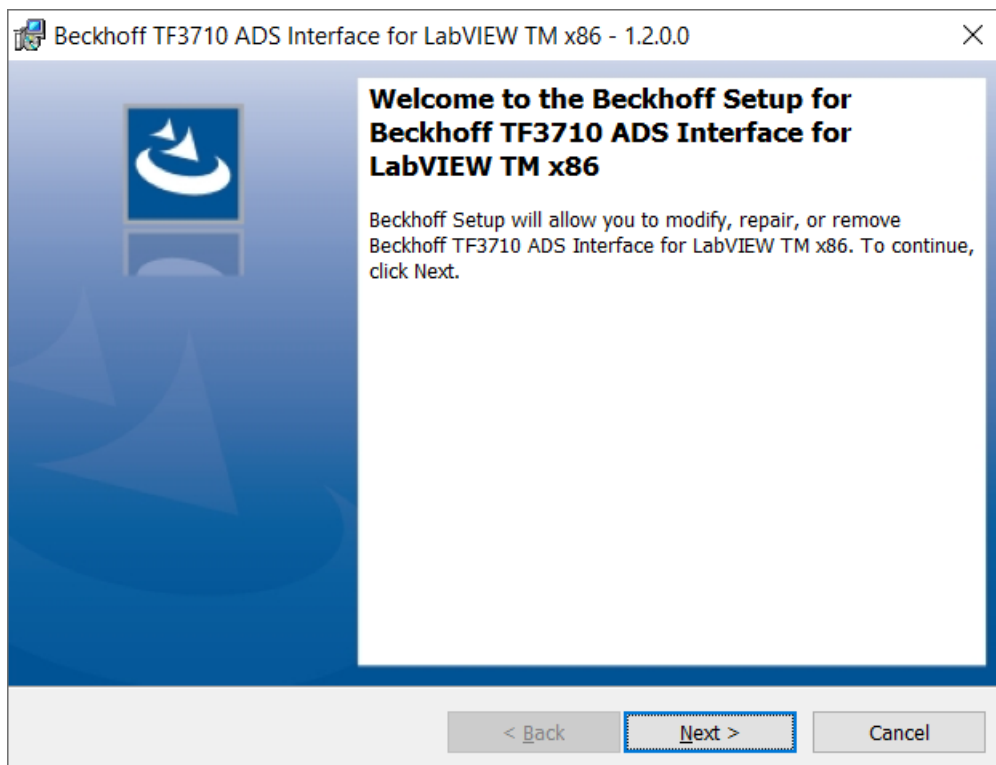 Beckhoff TF3710 ADS Interface for LabVIEW TM x86 - 1.2.0.0
Welcome to the Beckhoff Setup for
Beckhoff TF3710 ADS Interface for
LabVIEW TM x86
Beckhoff Setup will allow you to modify, repair, or remove
Beckhoff TF3710 ADS Interface for LabVIEW TM x86. To continue,
click Next.
< Back
Next >
Cancel